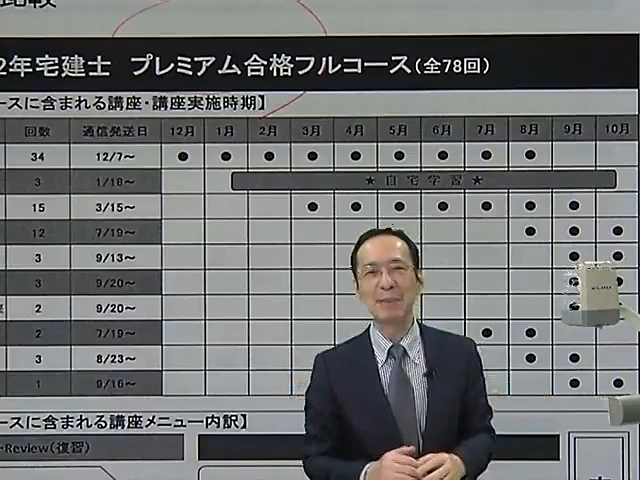 比較
2年宅建士 プレミアム合格フルコース(全78回)
ースに含まれる講座・講座実施時期】
回数 通信発送日 12月 1月 2月 3月 4月 5月 6月 7月 8月 9月 10月
34 12/7～ ● ● ● ● ● ● ● ● ●
3 1/18～ ★ 自 宅 学 習 ★
15 3/15～ ● ● ● ● ● ● ●
12 7/19～ ● ●
3 9/13～ ● ●
3 9/20～
2 9/20～
2 7/19～ ● ●
3 8/23～ ● ●
1 9/16～ ● ●
ースに含まれる講座メニュー内訳】
-Review(復習)